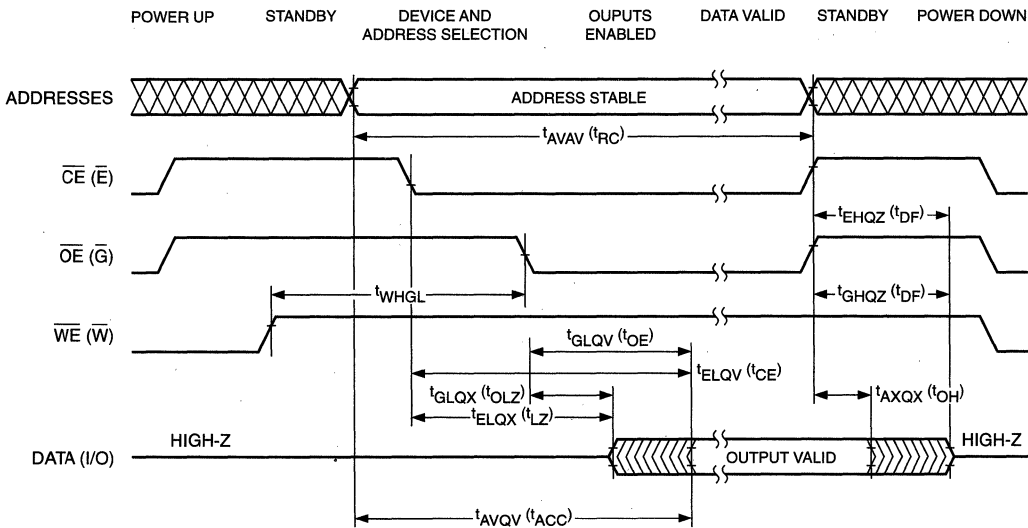 POWER UP
STANDBY
DEVICE AND
ADDRESS SELECTION
OUPUTS
ENABLED
DATA VALID
STANDBY
POWER DOWN
ADDRESSES
ADDRESS STABLE
tAVAV (tRC)
CE (E)
tEHQZ (tDF)
OE (G)
tWHGL
tGHQZ (tDF)
WE (W)
tGLQV (tOE)
tELQV (tCE)
tGLQX (tOLZ)
tAXQX (tOH)
tELQX (tLZ)
HIGH-Z
HIGH-Z
DATA (I/O)
OUTPUT VALID
tAVQV (tACC)